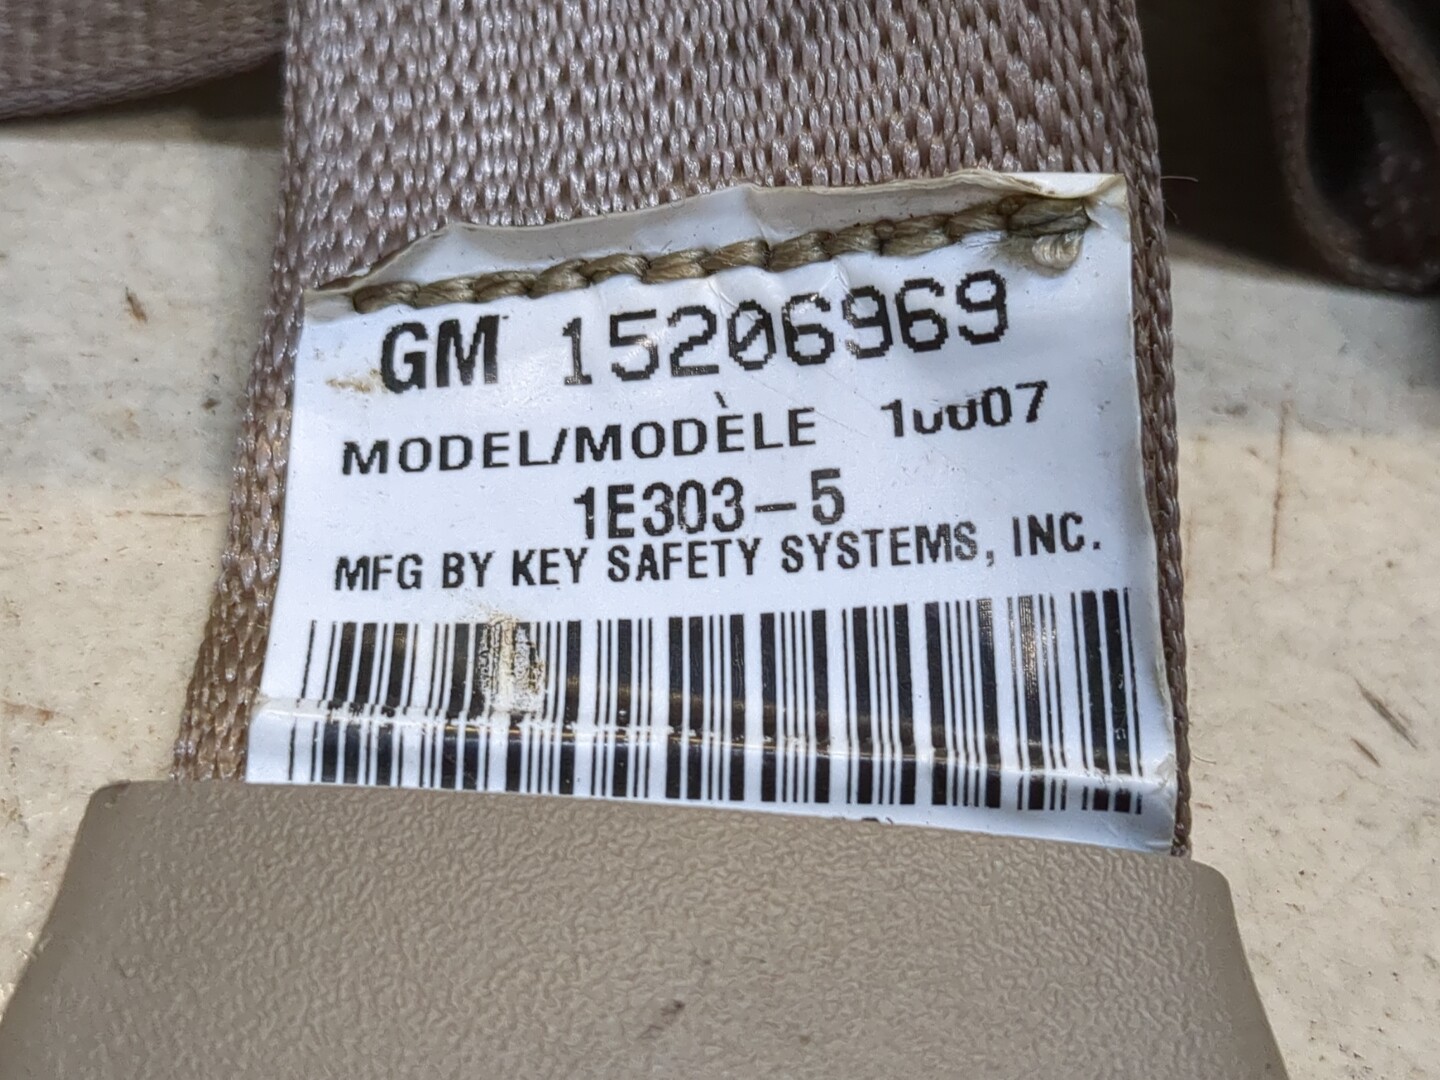 GM 15206969
MODEL/MODÈLE 10007
1E303-5
MFG BY KEY SAFETY SYSTEMS, INC.